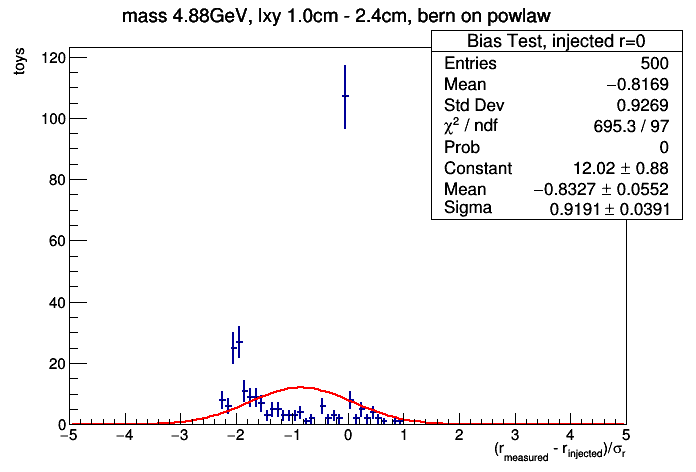 mass 4.88GeV, lxy 1.0cm - 2.4cm, bern on powlaw
Bias Test, injected r=0
Entries 500
Mean −0.8169
Std Dev 0.9269
χ² / ndf 695.3 / 97
Prob 0
Constant 12.02 ± 0.88
Mean −0.8327 ± 0.0552
Sigma 0.9191 ± 0.0391
toys
120
100
80
60
40
20
0
−5 −4 −3 −2 −1 0 1 2 3 4 5
(r_measured - r_injected)/σ_r